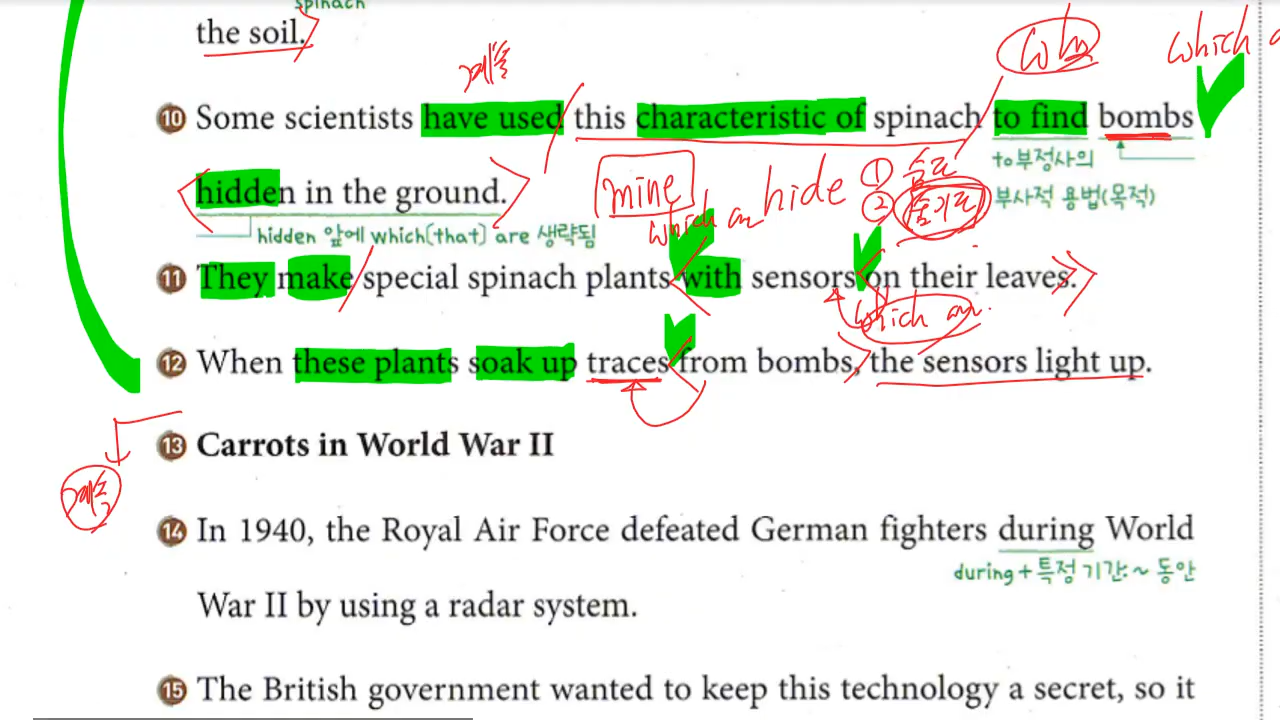 spinach
the soil.
계속
Why
which a
⑩ Some scientists have used this characteristic of spinach to find bombs
to부정사의
부사적 용법(목적)
hidden in the ground.
mine
hide ① 숨다
② 숨기다
hidden 앞에 which(that) are 생략됨
which are
⑪ They make special spinach plants with sensors on their leaves.
which are
⑫ When these plants soak up traces from bombs, the sensors light up.
⑬ Carrots in World War II
계속
⑭ In 1940, the Royal Air Force defeated German fighters during World
during+특정 기간: ~ 동안
War II by using a radar system.
⑮ The British government wanted to keep this technology a secret, so it